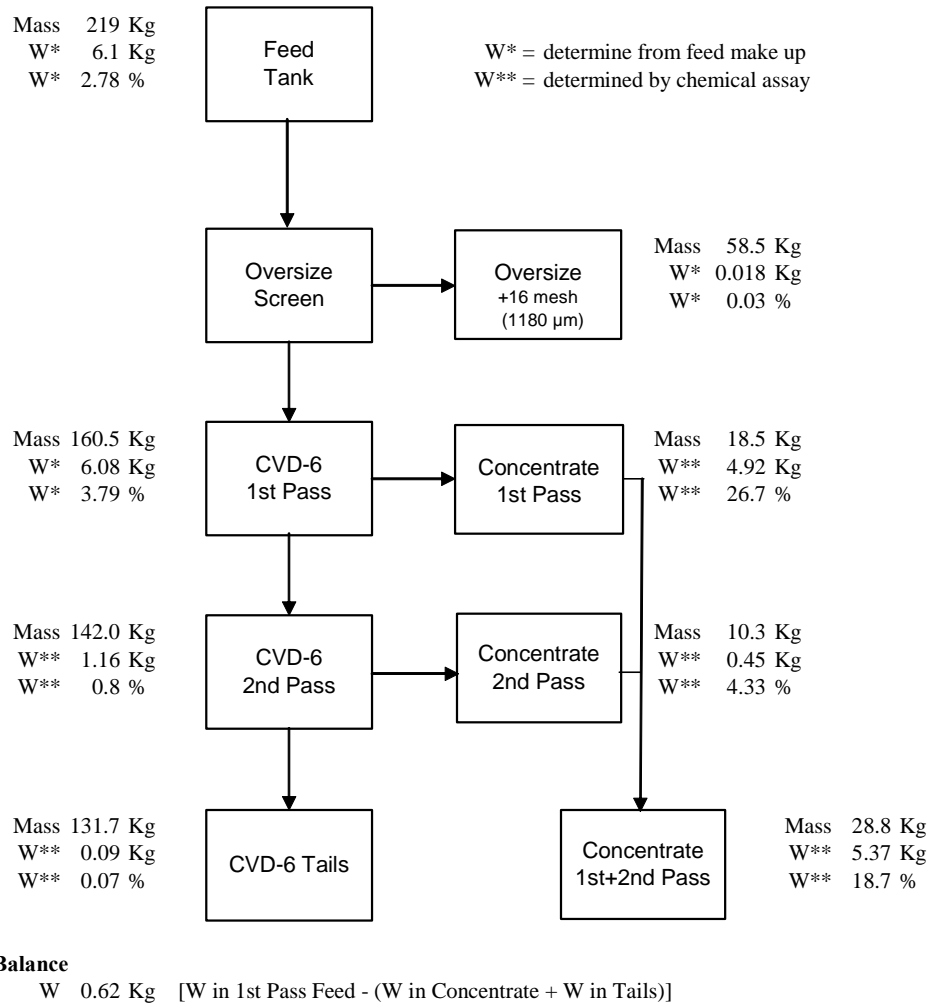 Mass 219 Kg
W* 6.1 Kg
W* 2.78 %
Feed
Tank
W* = determine from feed make up
W** = determined by chemical assay
Oversize
Screen
Oversize
+16 mesh
(1180 µm)
Mass 58.5 Kg
W* 0.018 Kg
W* 0.03 %
Mass 160.5 Kg
W* 6.08 Kg
W* 3.79 %
CVD-6
1st Pass
Concentrate
1st Pass
Mass 18.5 Kg
W** 4.92 Kg
W** 26.7 %
Mass 142.0 Kg
W** 1.16 Kg
W** 0.8 %
CVD-6
2nd Pass
Concentrate
2nd Pass
Mass 10.3 Kg
W** 0.45 Kg
W** 4.33 %
Mass 131.7 Kg
W** 0.09 Kg
W** 0.07 %
CVD-6 Tails
Concentrate
1st+2nd Pass
Mass 28.8 Kg
W** 5.37 Kg
W** 18.7 %
Balance
W 0.62 Kg [W in 1st Pass Feed - (W in Concentrate + W in Tails)]